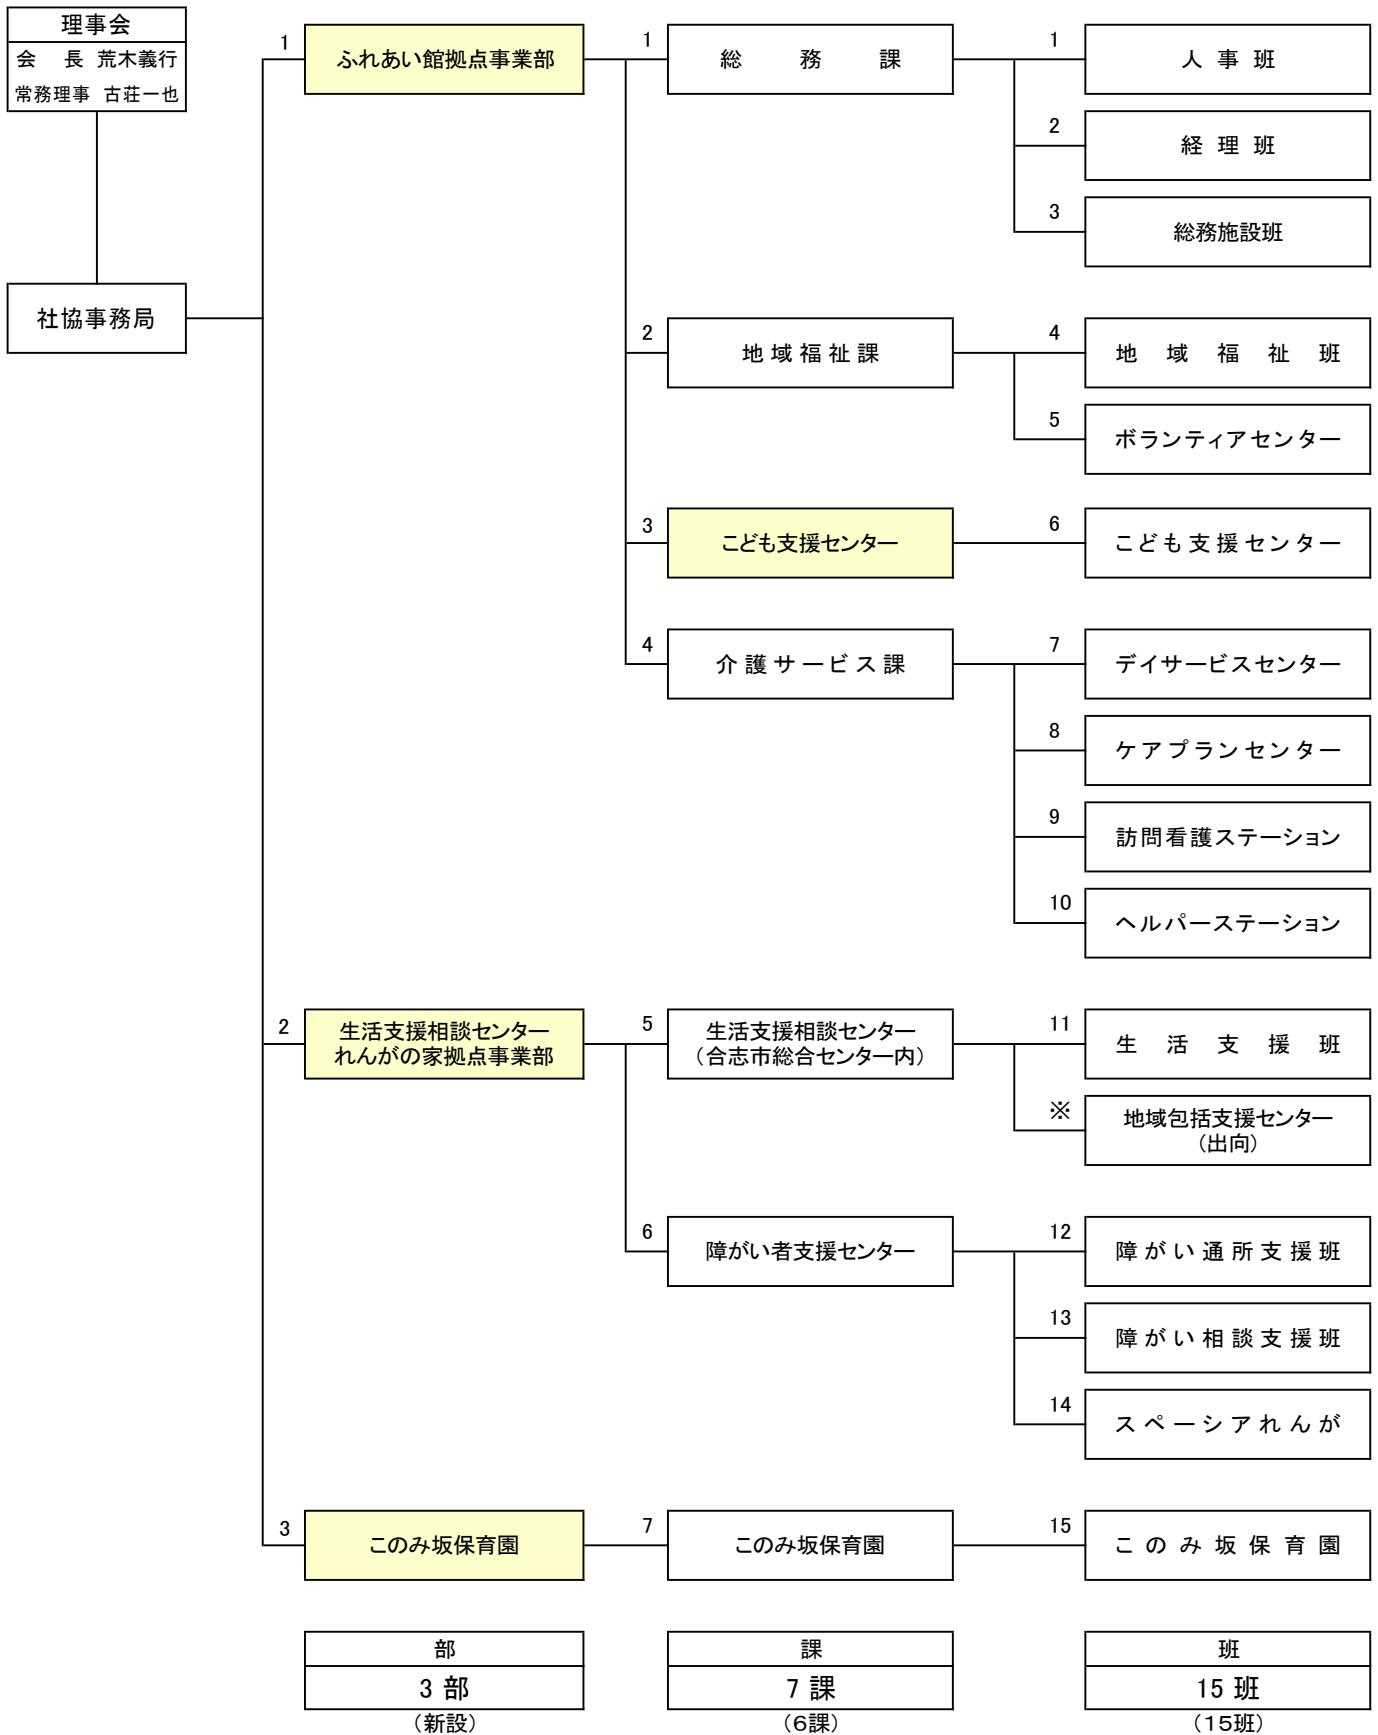 理事会
会　長 荒木義行
常務理事 古荘一也
社協事務局
1
ふれあい館拠点事業部
1
総　務　課
1
人 事 班
2
経 理 班
3
総務施設班
2
地 域 福 祉 課
4
地 域 福 祉 班
5
ボランティアセンター
3
こども支援センター
6
こども支援センター
4
介護サービス課
7
デイサービスセンター
8
ケアプランセンター
9
訪問看護ステーション
10
ヘルパーステーション
2
生活支援相談センター
れんがの家拠点事業部
5
生活支援相談センター
（合志市総合センター内）
11
生 活 支 援 班
※
地域包括支援センター
（出向）
6
障がい者支援センター
12
障がい通所支援班
13
障がい相談支援班
14
スペーシアれんが
3
このみ坂保育園
7
このみ坂保育園
15
このみ坂保育園
部
3 部
（新設）
課
7 課
（6課）
班
15 班
（15班）